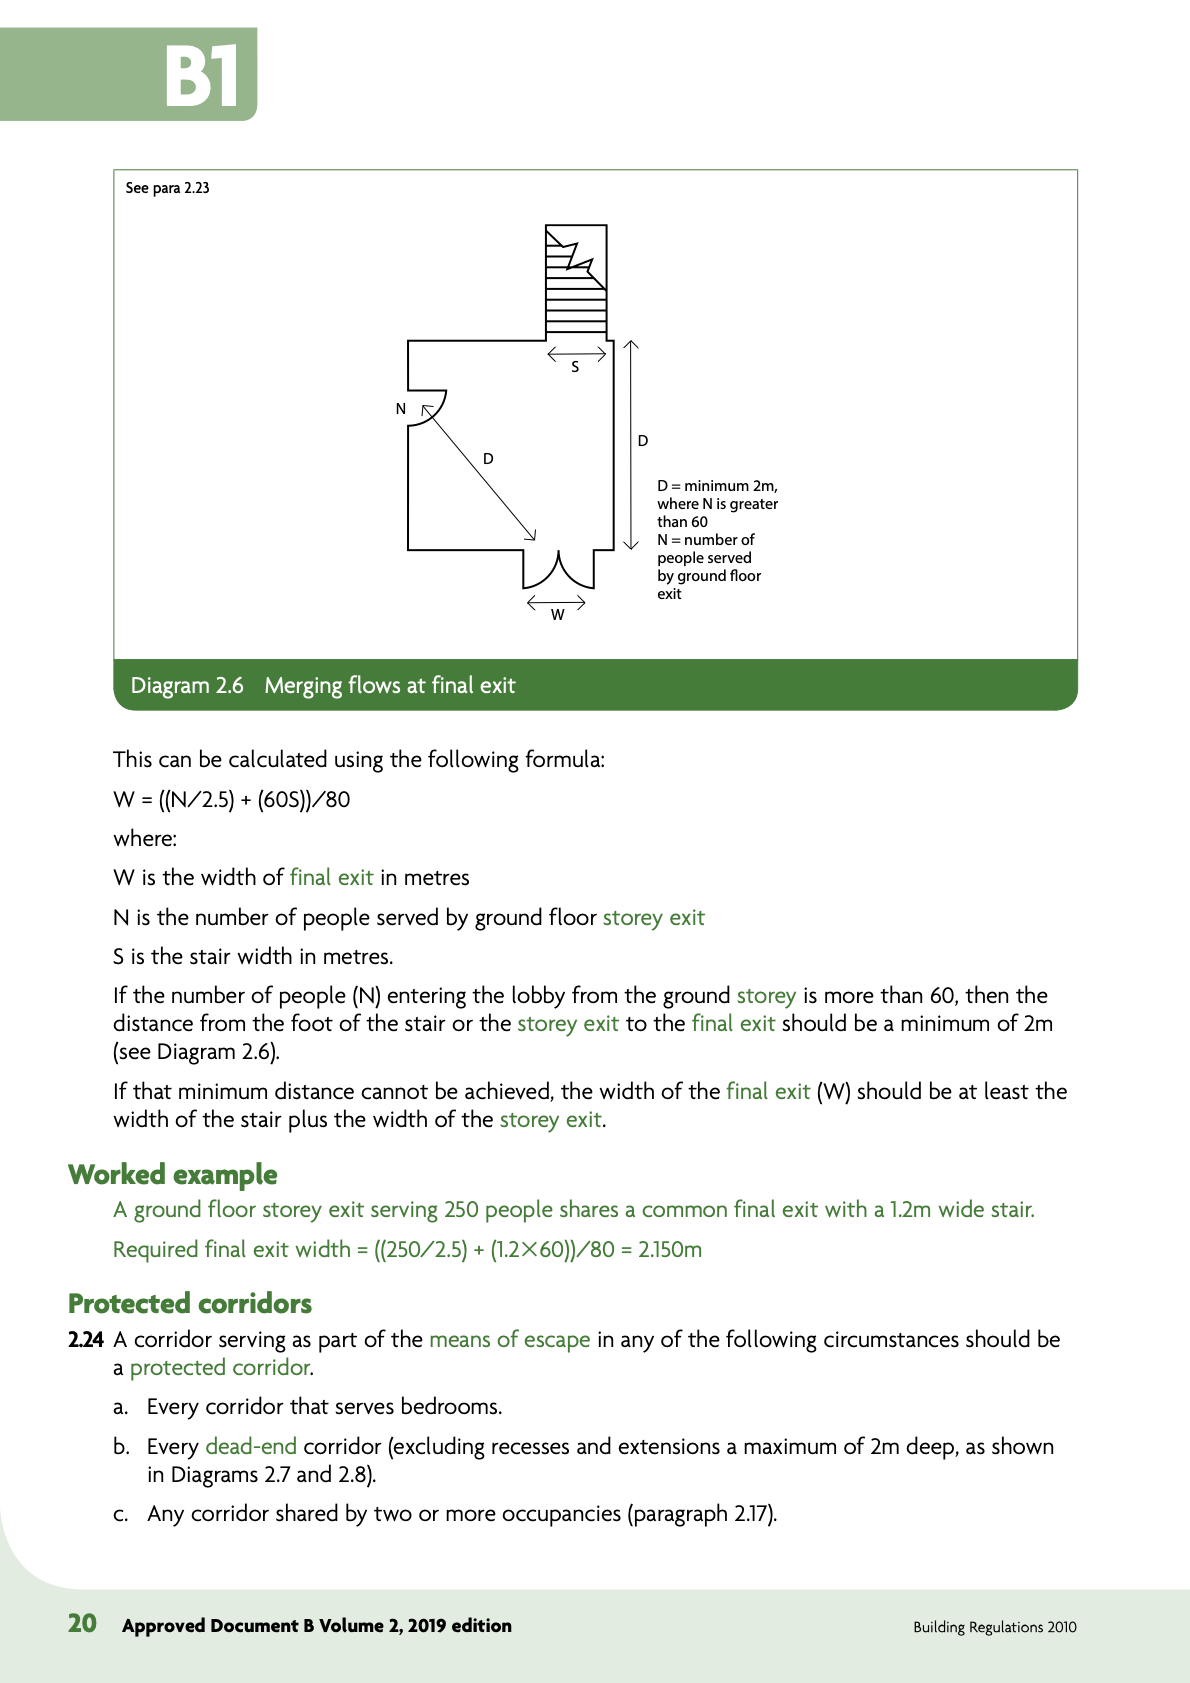 B1
See para 2.23
S
N
D
D
D = minimum 2m,
where N is greater
than 60
N = number of
people served
by ground floor
exit
W
Diagram 2.6 Merging flows at final exit
This can be calculated using the following formula:
W = ((N/2.5) + (60S))/80
where:
W is the width of final exit in metres
N is the number of people served by ground floor storey exit
S is the stair width in metres.
If the number of people (N) entering the lobby from the ground storey is more than 60, then the
distance from the foot of the stair or the storey exit to the final exit should be a minimum of 2m
(see Diagram 2.6).
If that minimum distance cannot be achieved, the width of the final exit (W) should be at least the
width of the stair plus the width of the storey exit.
Worked example
A ground floor storey exit serving 250 people shares a common final exit with a 1.2m wide stair.
Required final exit width = ((250/2.5) + (1.2×60))/80 = 2.150m
Protected corridors
2.24 A corridor serving as part of the means of escape in any of the following circumstances should be
a protected corridor.
a. Every corridor that serves bedrooms.
b. Every dead-end corridor (excluding recesses and extensions a maximum of 2m deep, as shown
in Diagrams 2.7 and 2.8).
c. Any corridor shared by two or more occupancies (paragraph 2.17).
20 Approved Document B Volume 2, 2019 edition
Building Regulations 2010